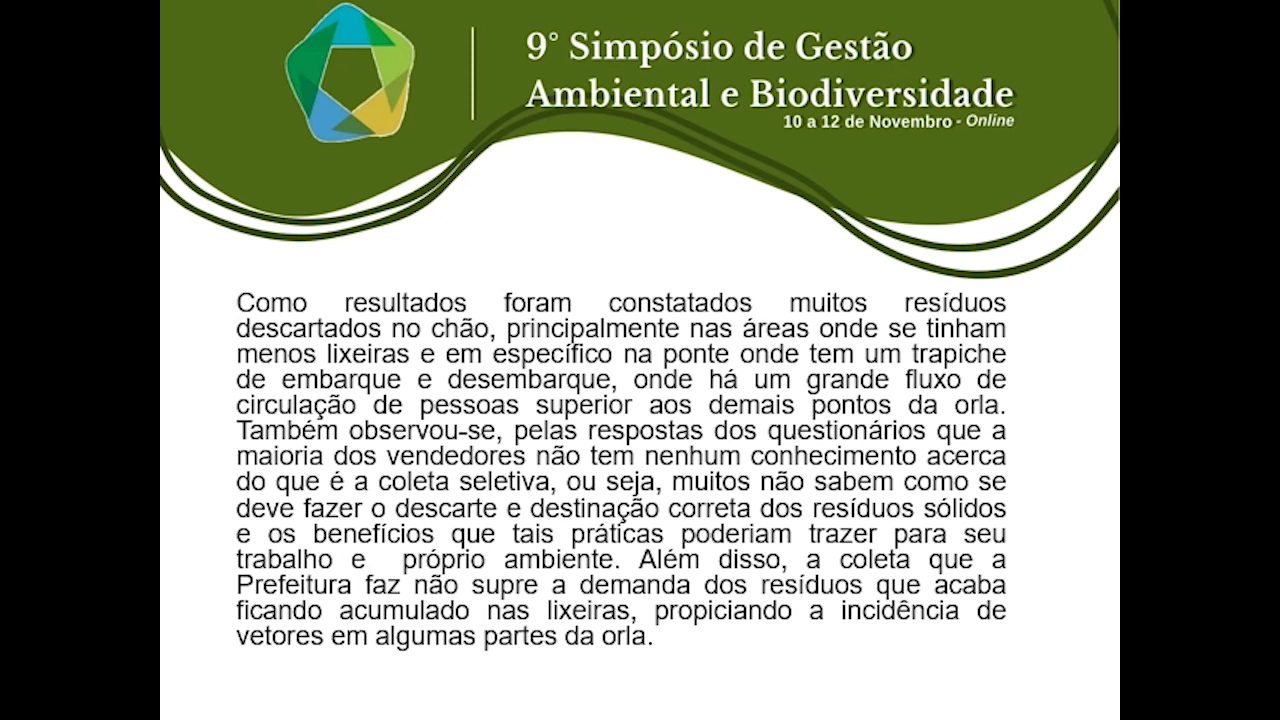 9° Simpósio de Gestão
Ambiental e Biodiversidade
10 a 12 de Novembro - Online
Como resultados foram constatados muitos resíduos
descartados no chão, principalmente nas áreas onde se tinham
menos lixeiras e em específico na ponte onde tem um trapiche
de embarque e desembarque, onde há um grande fluxo de
circulação de pessoas superior aos demais pontos da orla.
Também observou-se, pelas respostas dos questionários que a
maioria dos vendedores não tem nenhum conhecimento acerca
do que é a coleta seletiva, ou seja, muitos não sabem como se
deve fazer o descarte e destinação correta dos resíduos sólidos
e os benefícios que tais práticas poderiam trazer para seu
trabalho e próprio ambiente. Além disso, a coleta que a
Prefeitura faz não supre a demanda dos resíduos que acaba
ficando acumulado nas lixeiras, propiciando a incidência de
vetores em algumas partes da orla.